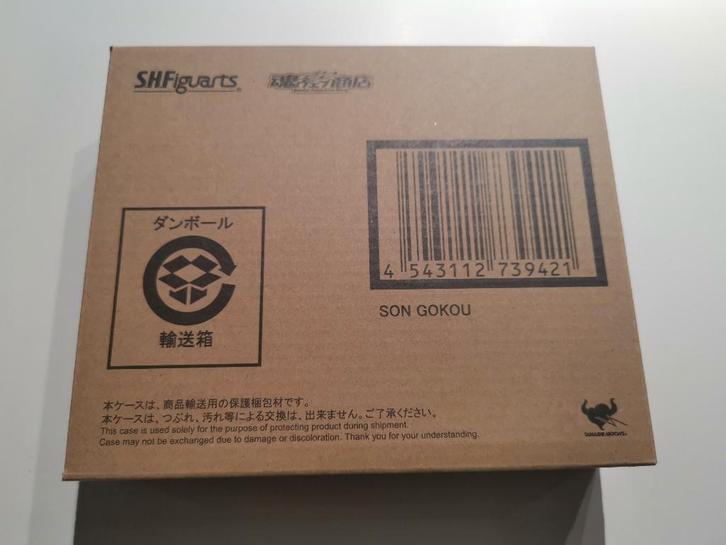 S.H.Figuarts
魂ウェブ商店
4 543112 739421
SON GOKOU
ダンボール
輸送箱
本ケースは、商品輸送用の保護梱包材です。
本ケースは、つぶれ、汚れ等による交換は、出来ません。ご了承ください。
This case is used solely for the purpose of protecting product during shipment.
Case may not be exchanged due to damage or discoloration. Thank you for your understanding.